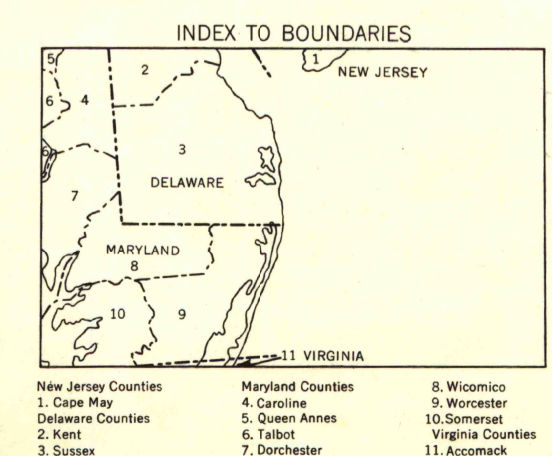 INDEX TO BOUNDARIES
5
2
1
NEW JERSEY
6
4
6
3
DELAWARE
7
MARYLAND
8
10
9
11 VIRGINIA
New Jersey Counties
1. Cape May
Delaware Counties
2. Kent
3. Sussex
Maryland Counties
4. Caroline
5. Queen Annes
6. Talbot
7. Dorchester
8. Wicomico
9. Worcester
10. Somerset
Virginia Counties
11. Accomack